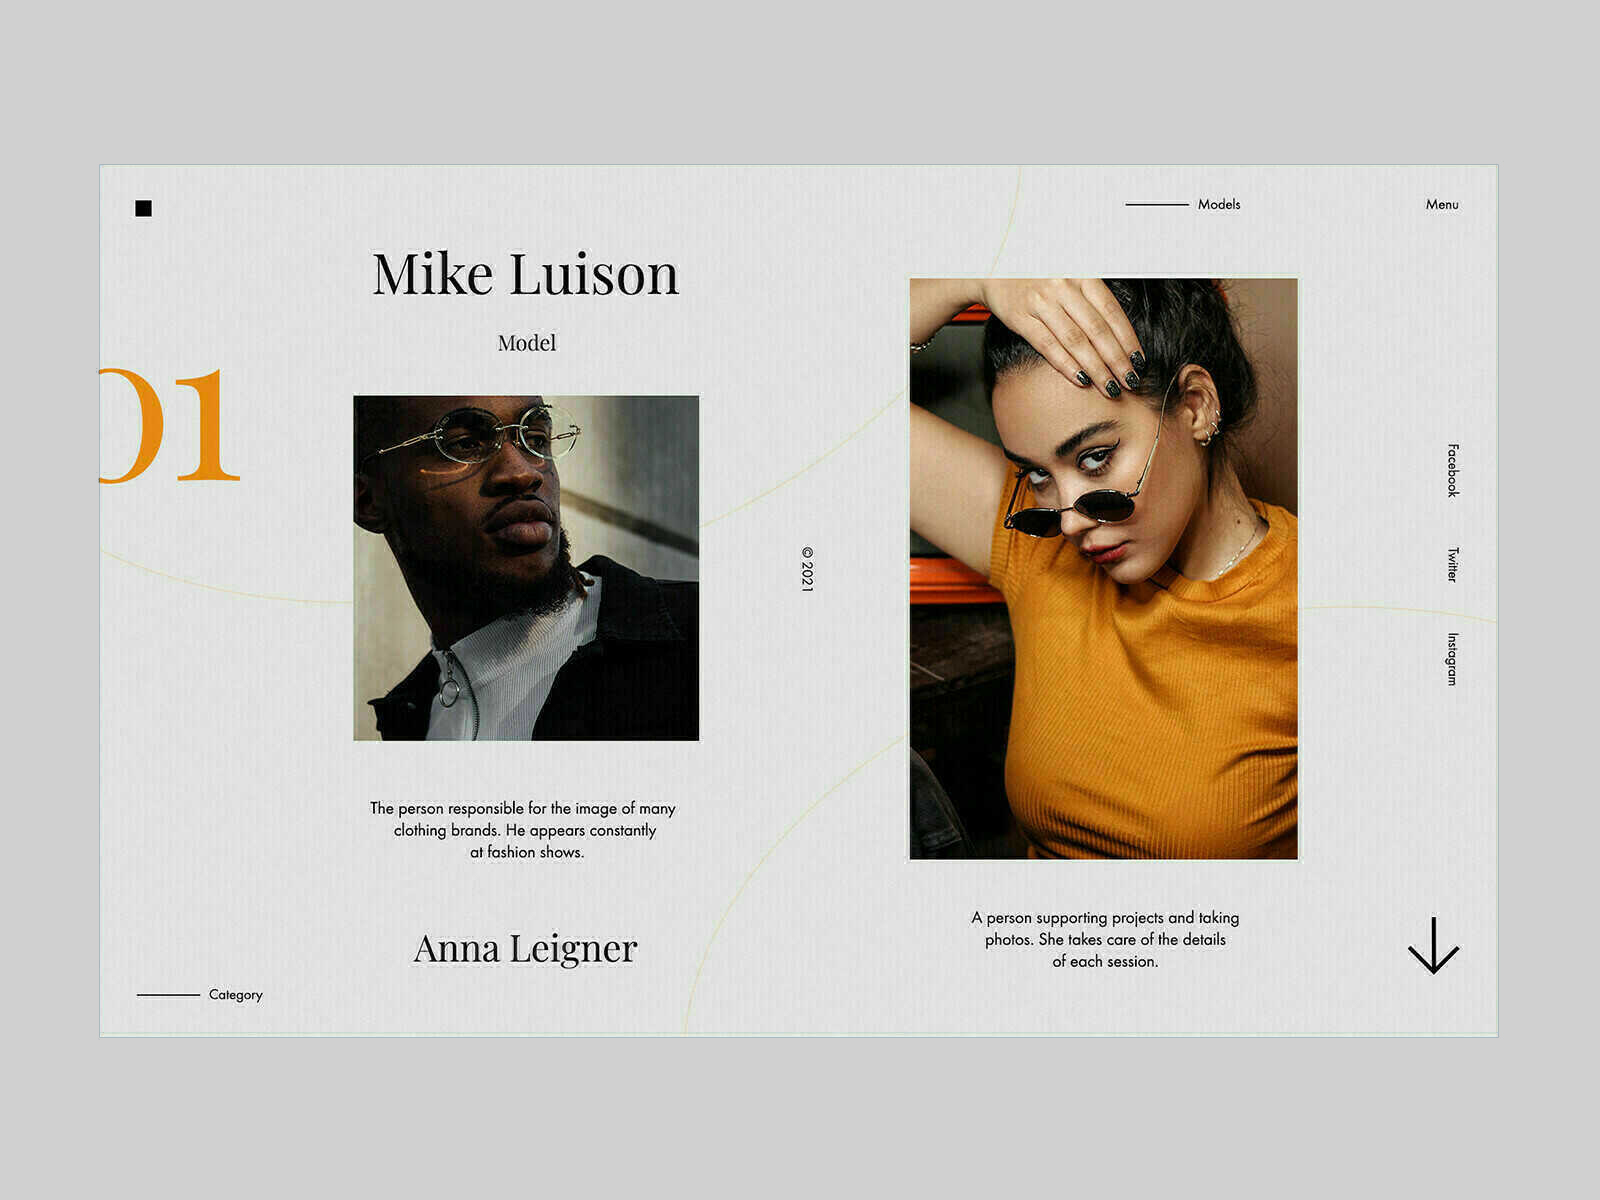 Models
Menu
Mike Luison
Model
01
Facebook
Twitter
Instagram
© 2021
The person responsible for the image of many
clothing brands. He appears constantly
at fashion shows.
A person supporting projects and taking
photos. She takes care of the details
of each session.
Anna Leigner
Category